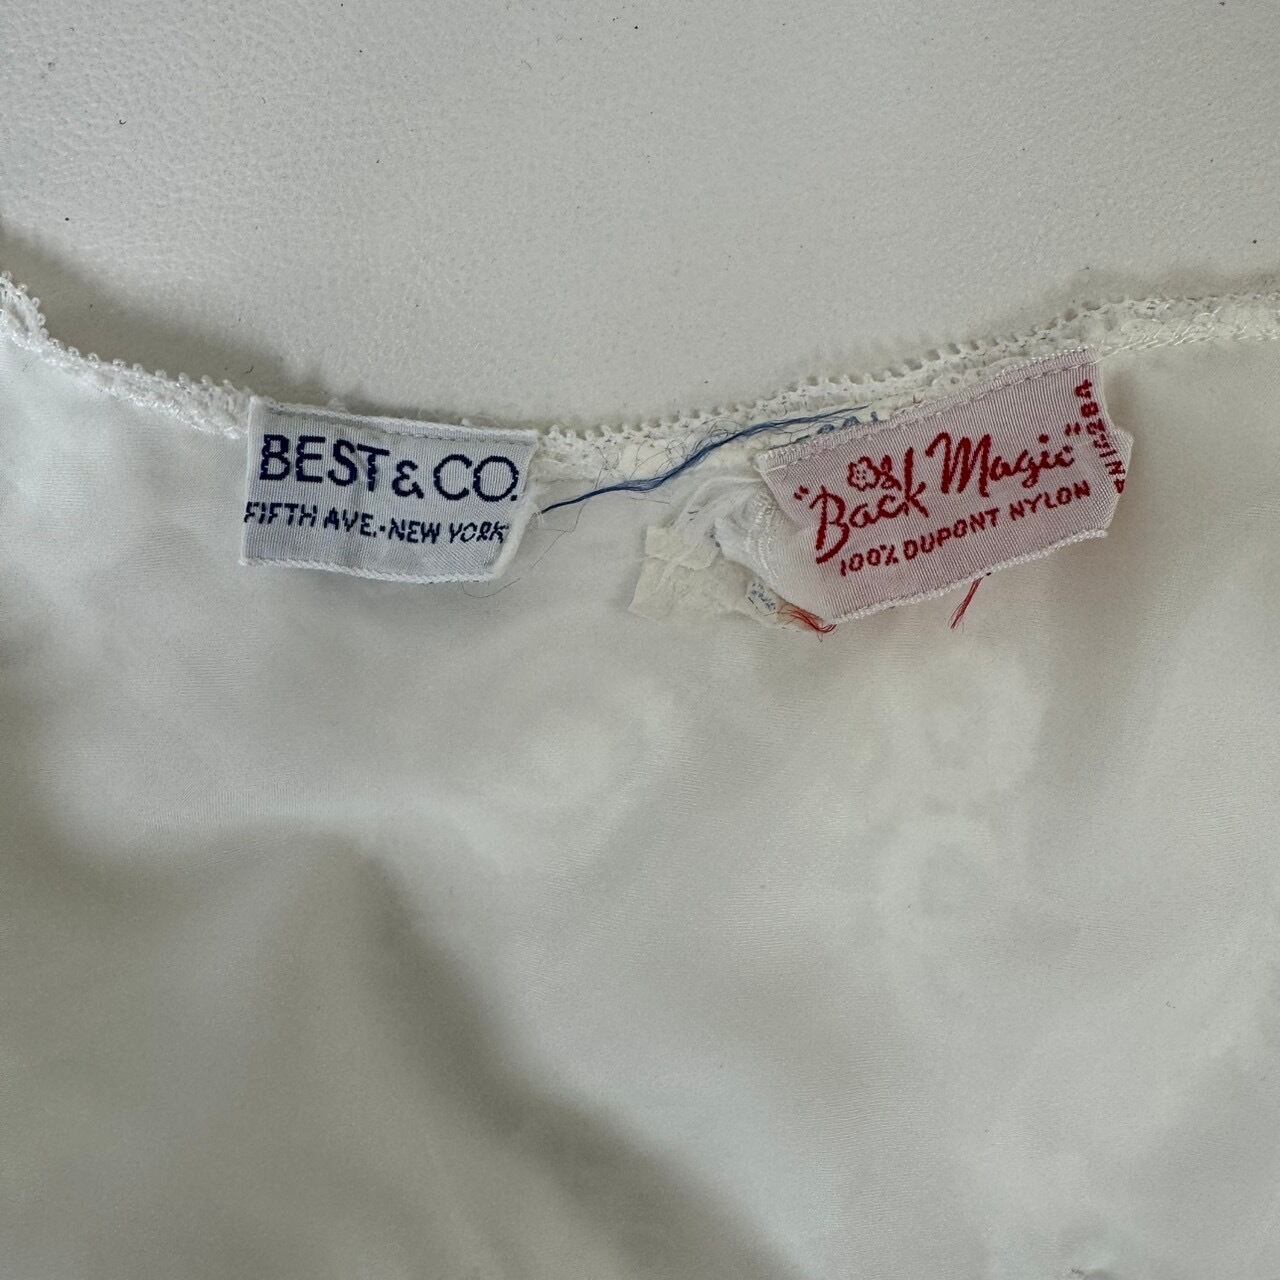 BEST & CO.
FIFTH AVE.-NEW YORK
"Back Magic"
100% DUPONT NYLON